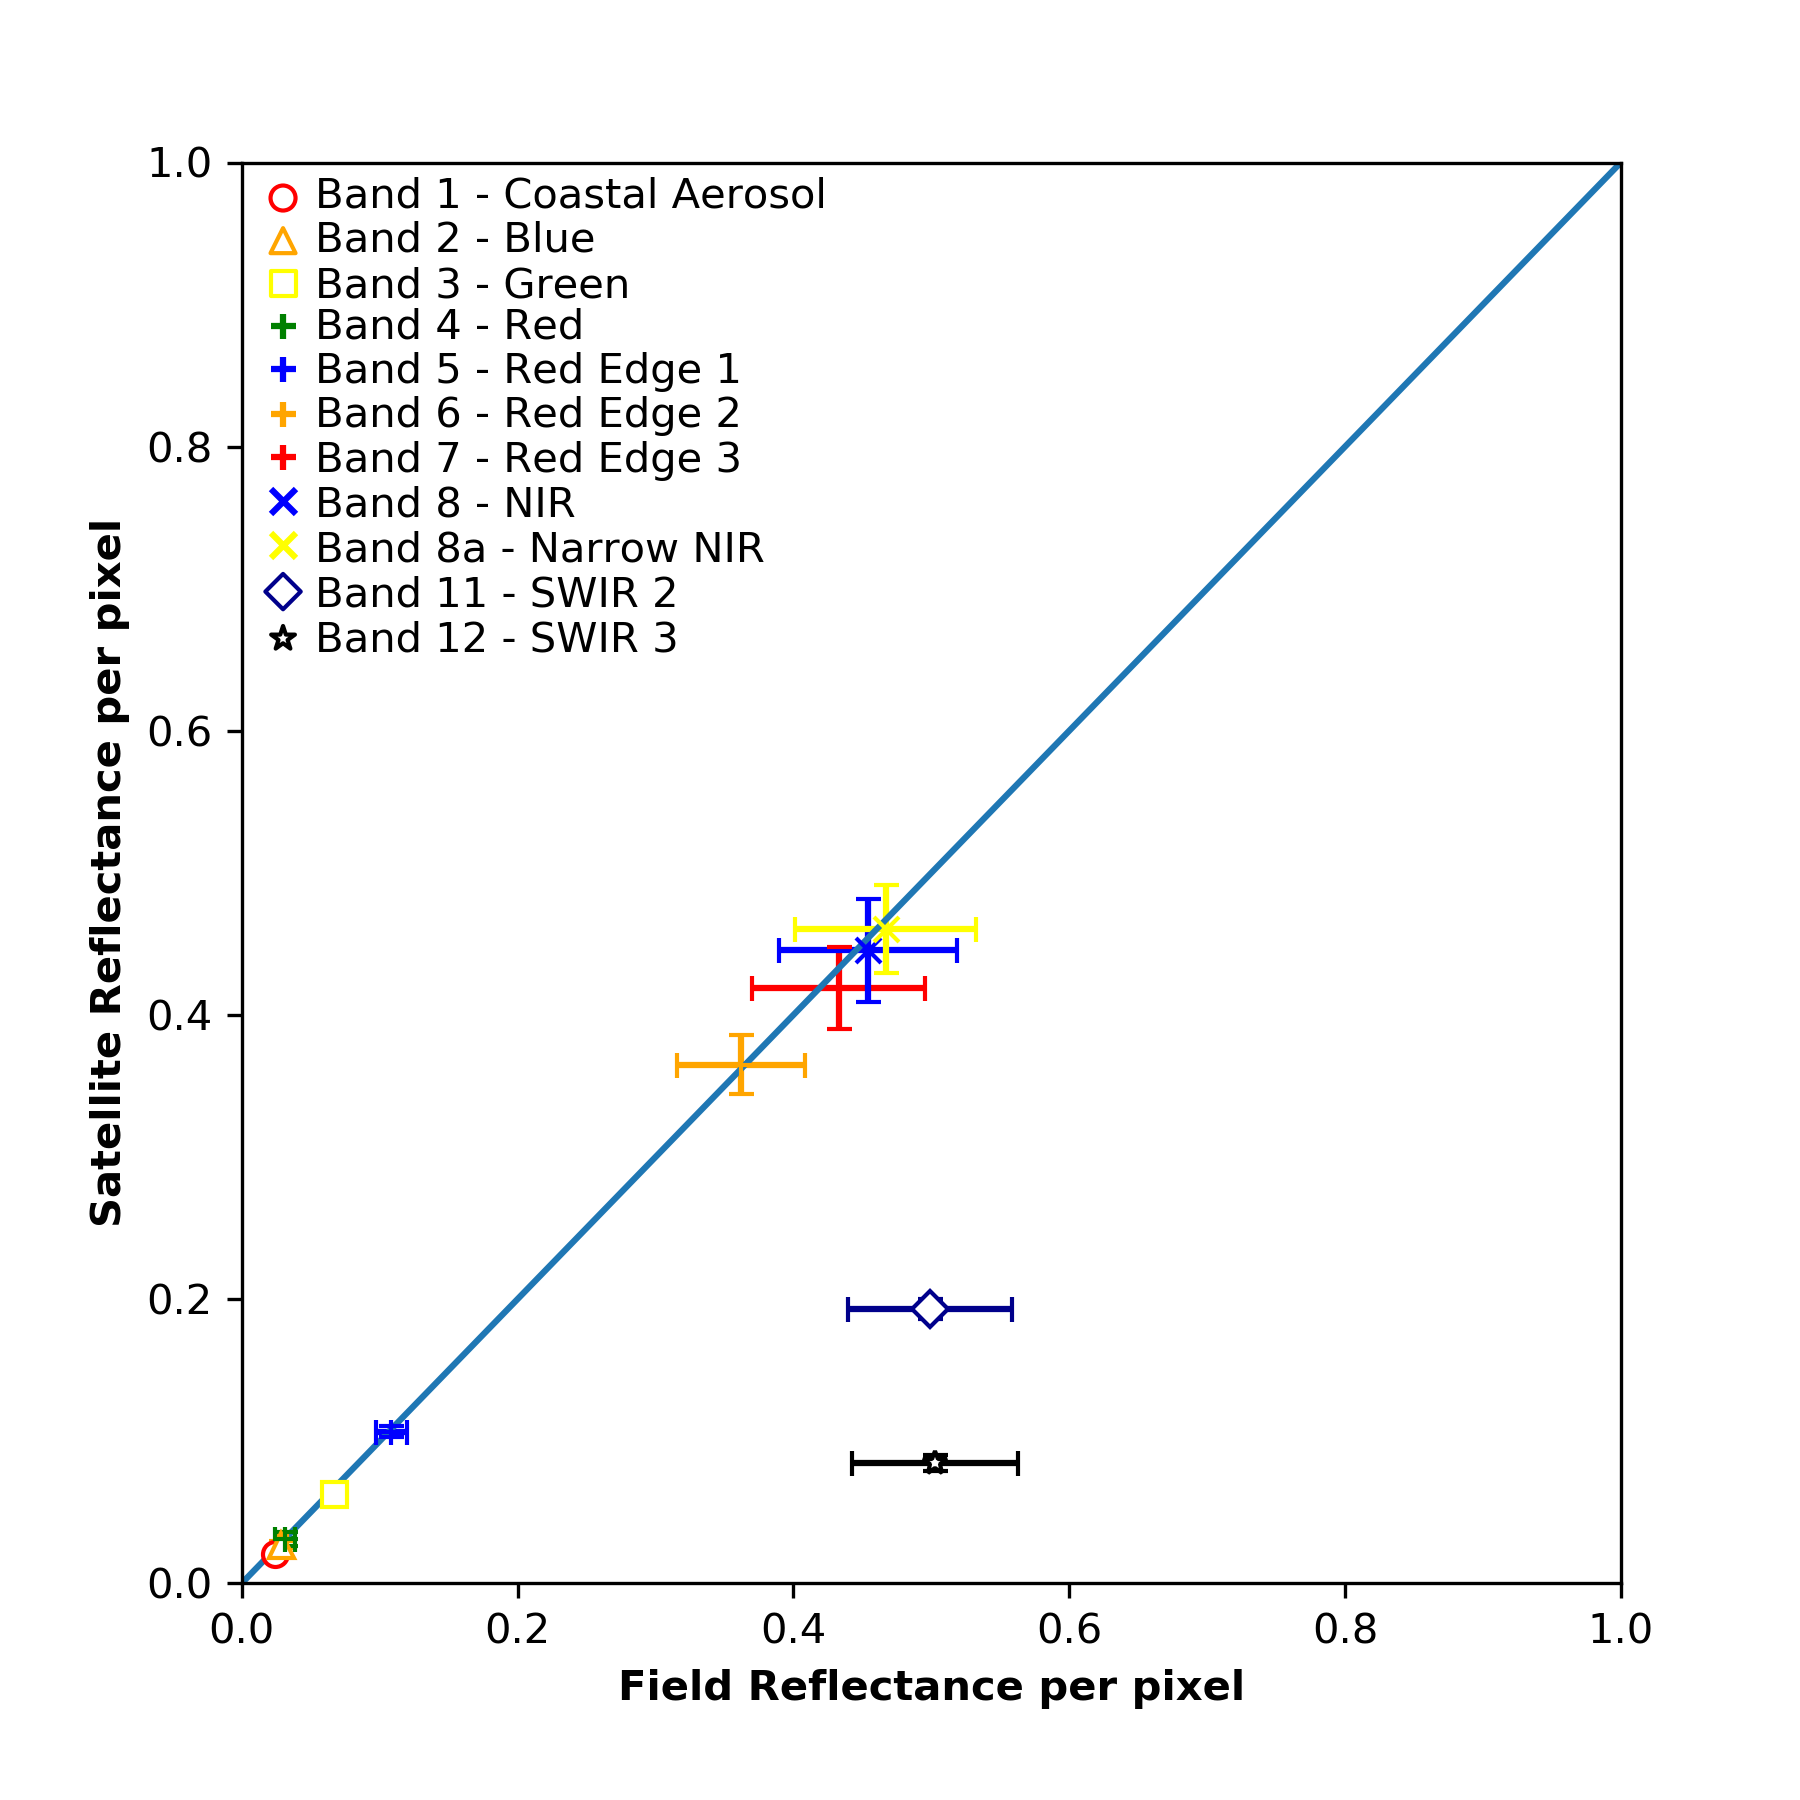 1.0
Band 1 - Coastal Aerosol
Band 2 - Blue
Band 3 - Green
Band 4 - Red
Band 5 - Red Edge 1
Band 6 - Red Edge 2
Band 7 - Red Edge 3
Band 8 - NIR
Band 8a - Narrow NIR
Band 11 - SWIR 2
Band 12 - SWIR 3
0.8
0.6
0.4
0.2
0.0
Satellite Reflectance per pixel
0.0 0.2 0.4 0.6 0.8 1.0
Field Reflectance per pixel